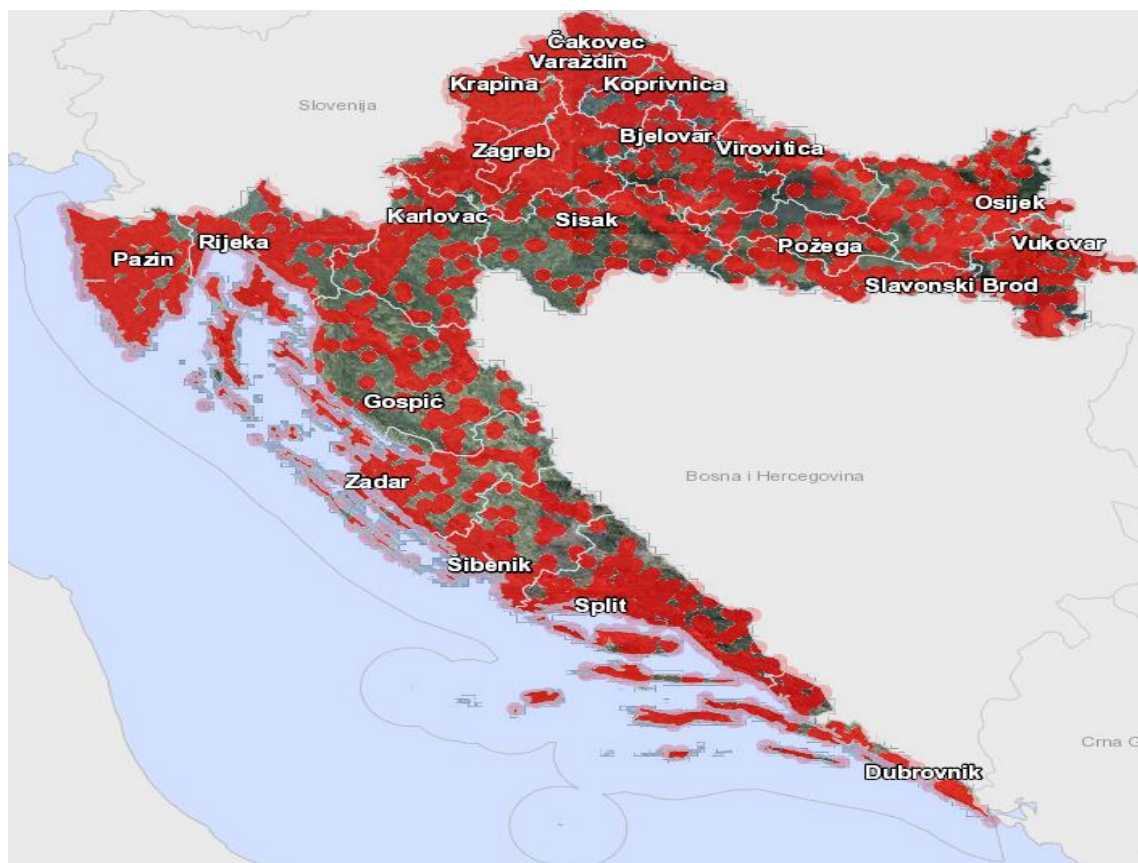 Čakovec
Varaždin
Krapina
Koprivnica
Slovenija
Bjelovar
Virovitica
Zagreb
Osijek
Karlovac
Sisak
Rijeka
Požega
Vukovar
Pazin
Slavonski Brod
Gospić
Bosna i Hercegovina
Zadar
Šibenik
Split
Crna G
Dubrovnik